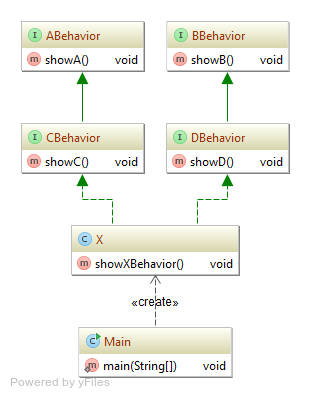 I ABehavior
m showA() void
I BBehavior
m showB() void
I CBehavior
m showC() void
I DBehavior
m showD() void
C X
m showXBehavior() void
«create»
C Main
m main(String[]) void
Powered by yFiles